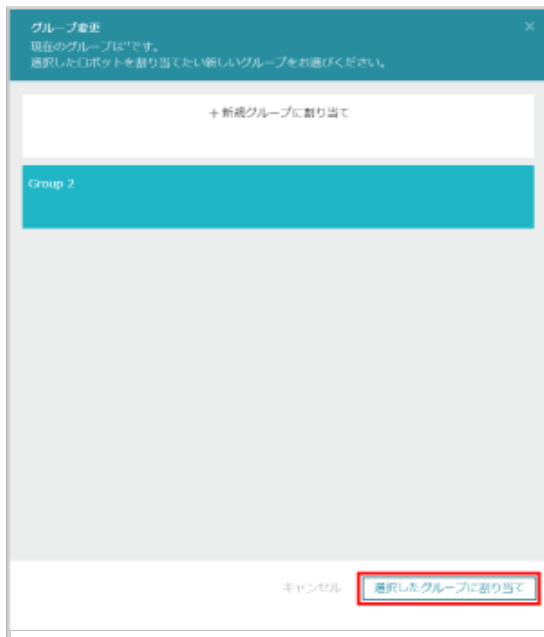 グループ変更
現在のグループは''です。
選択したロボットを割り当てたい新しいグループをお選びください。
+ 新規グループに割り当て
Group 2
キャンセル
選択したグループに割り当て